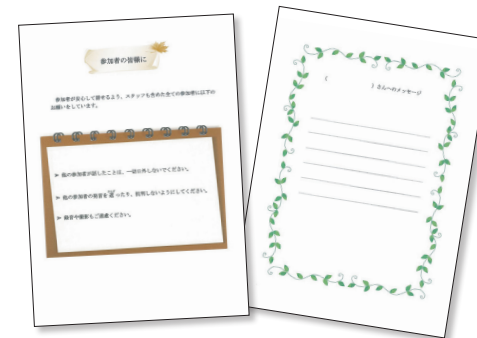 参加者の皆様に
参加者が安心して話せるよう、スタッフも含めた全ての参加者に以下の
お願いをしています。
➢ 他の参加者が話したことは、一切口外しないでください。
➢ 他の参加者の発言を遮ったり、批判しないようにしてください。
➢ 録音や撮影もご遠慮ください。
[ ] さんへのメッセージ